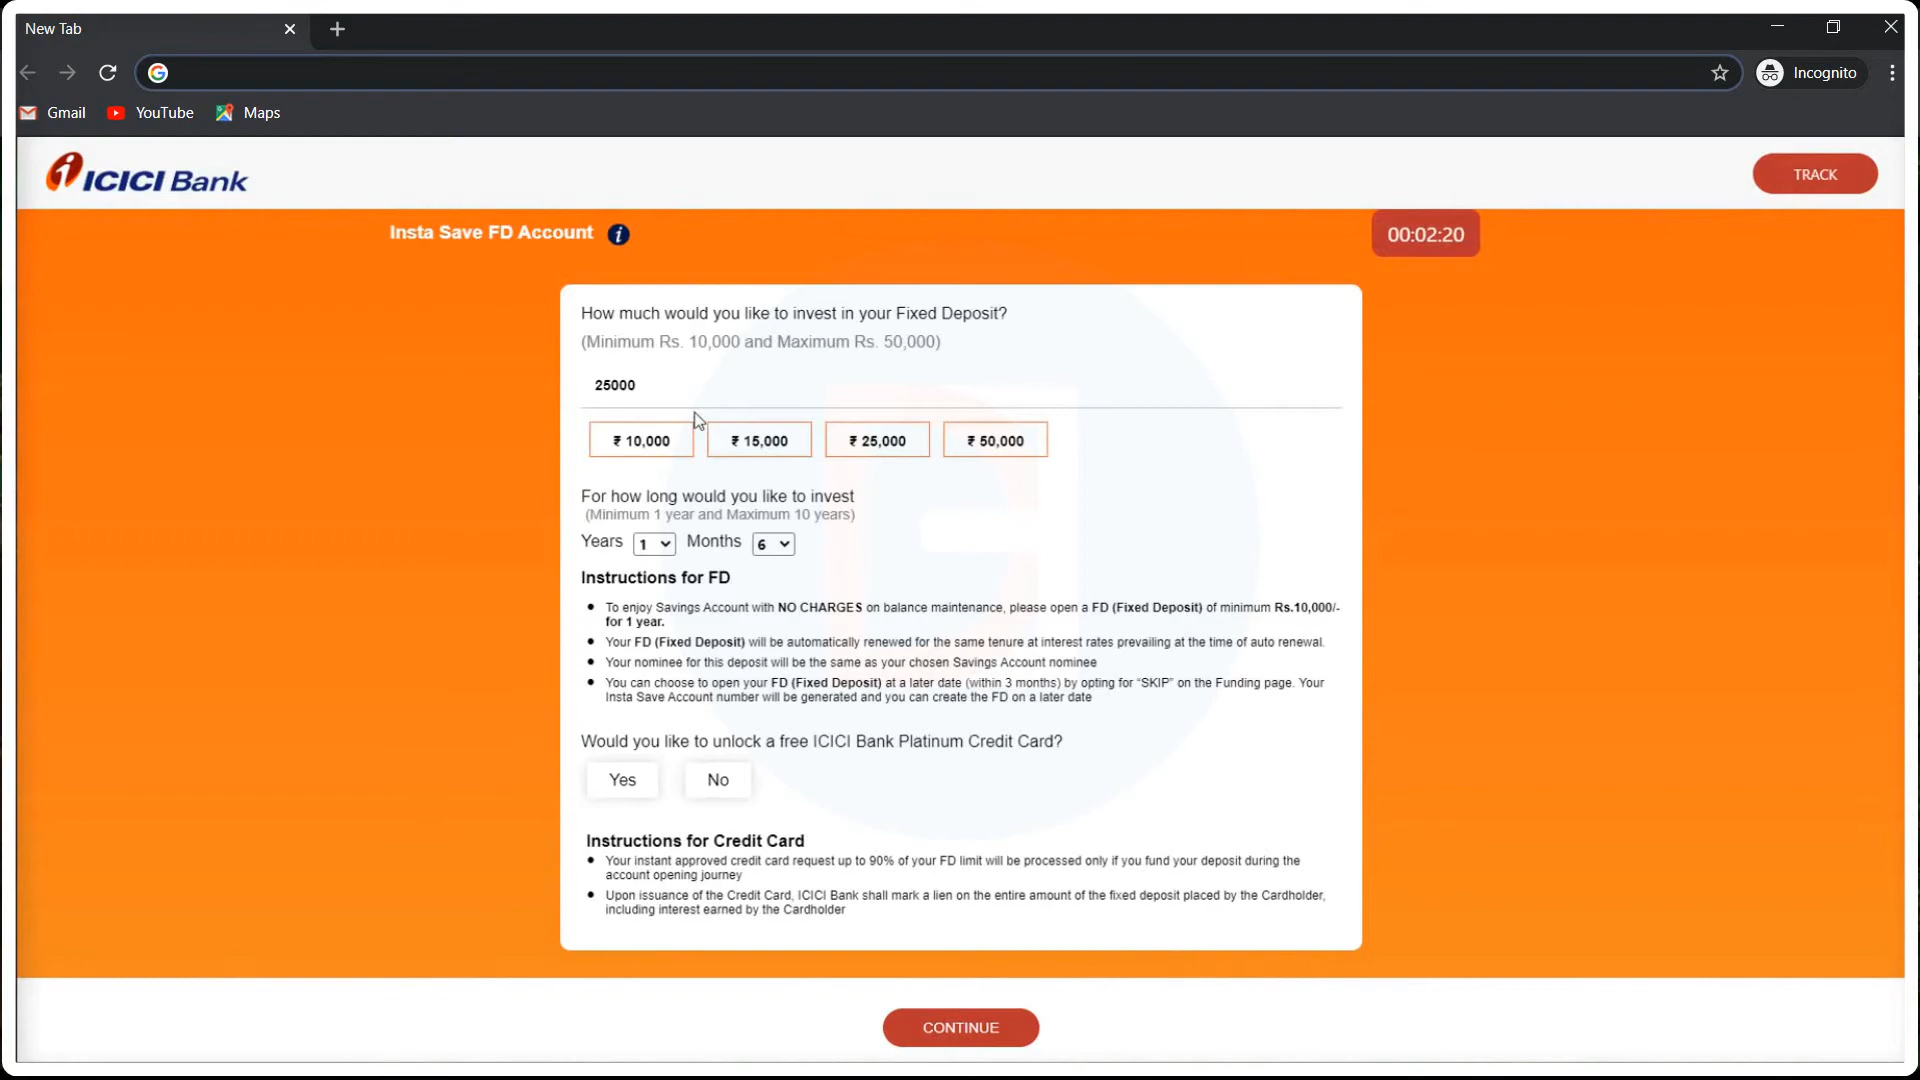 New Tab
Incognito
Gmail YouTube Maps
ICICI Bank
TRACK
Insta Save FD Account i
00:02:20
How much would you like to invest in your Fixed Deposit?
(Minimum Rs. 10,000 and Maximum Rs. 50,000)
25000
₹ 10,000 ₹ 15,000 ₹ 25,000 ₹ 50,000
For how long would you like to invest
(Minimum 1 year and Maximum 10 years)
Years 1 Months 6
Instructions for FD
To enjoy Savings Account with NO CHARGES on balance maintenance, please open a FD (Fixed Deposit) of minimum Rs.10,000/-
for 1 year.
Your FD (Fixed Deposit) will be automatically renewed for the same tenure at interest rates prevailing at the time of auto renewal.
Your nominee for this deposit will be the same as your chosen Savings Account nominee
You can choose to open your FD (Fixed Deposit) at a later date (within 3 months) by opting for “SKIP” on the Funding page. Your
Insta Save Account number will be generated and you can create the FD on a later date
Would you like to unlock a free ICICI Bank Platinum Credit Card?
Yes No
Instructions for Credit Card
Your instant approved credit card request up to 90% of your FD limit will be processed only if you fund your deposit during the
account opening journey
Upon issuance of the Credit Card, ICICI Bank shall mark a lien on the entire amount of the fixed deposit placed by the Cardholder,
including interest earned by the Cardholder
CONTINUE